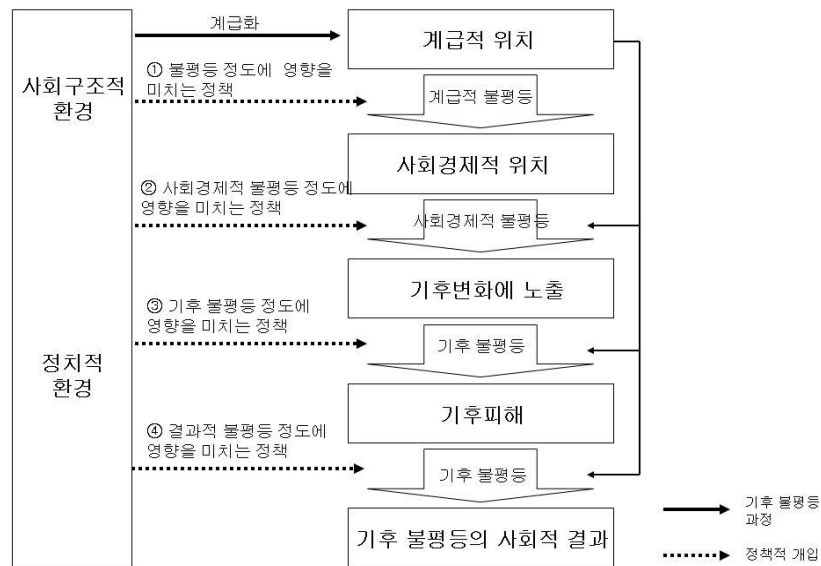 계급화
계급적 위치
① 불평등 정도에 영향을
미치는 정책
사회구조적
환경
계급적 불평등
사회경제적 위치
② 사회경제적 불평등 정도에
영향을 미치는 정책
사회경제적 불평등
기후변화에 노출
③ 기후 불평등 정도에
영향을 미치는 정책
기후 불평등
정치적
환경
기후피해
④ 결과적 불평등 정도에
영향을 미치는 정책
기후 불평등
기후 불평등의 사회적 결과
기후 불평등
과정
정책적 개입